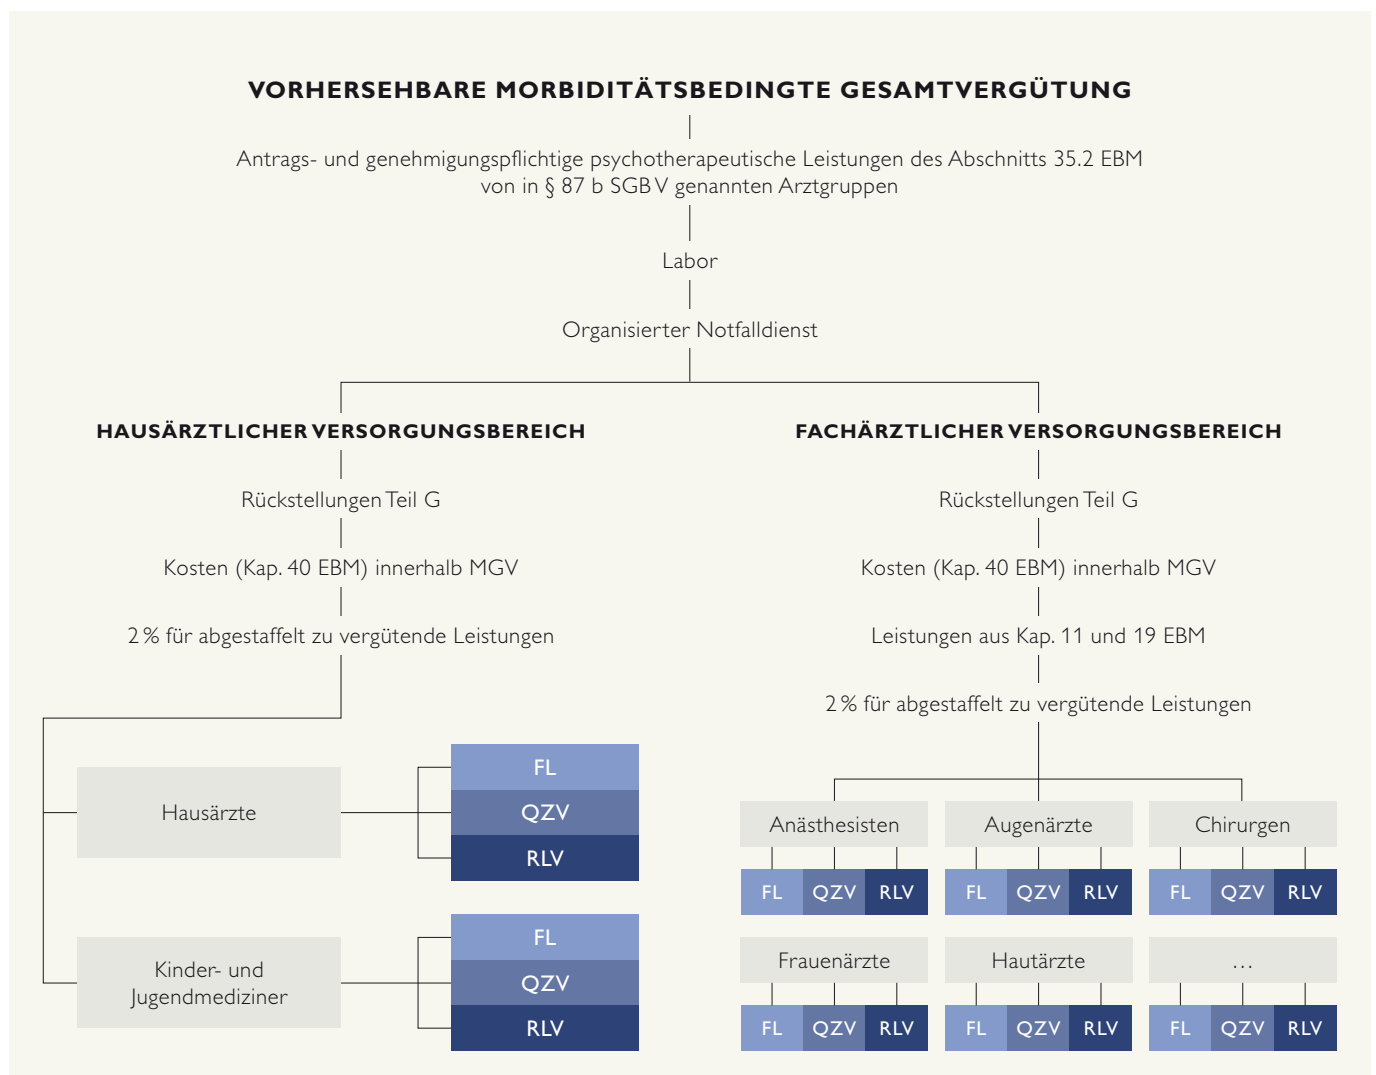 VORHERSEHBARE MORBIDITÄTSBEDINGTE GESAMTVERGÜTUNG
Antrags- und genehmigungspflichtige psychotherapeutische Leistungen des Abschnitts 35.2 EBM
von in § 87 b SGB V genannten Arztgruppen
Labor
Organisierter Notfalldienst
HAUSÄRZTLICHER VERSORGUNGSBEREICH
Rückstellungen Teil G
Kosten (Kap. 40 EBM) innerhalb MGV
2 % für abgestaffelt zu vergütende Leistungen
Hausärzte
FL
QZV
RLV
Kinder- und
Jugendmediziner
FL
QZV
RLV
FACHÄRZTLICHER VERSORGUNGSBEREICH
Rückstellungen Teil G
Kosten (Kap. 40 EBM) innerhalb MGV
Leistungen aus Kap. 11 und 19 EBM
2 % für abgestaffelt zu vergütende Leistungen
Anästhesisten
FL QZV RLV
Augenärzte
FL QZV RLV
Chirurgen
FL QZV RLV
Frauenärzte
FL QZV RLV
Hautärzte
FL QZV RLV
…
FL QZV RLV